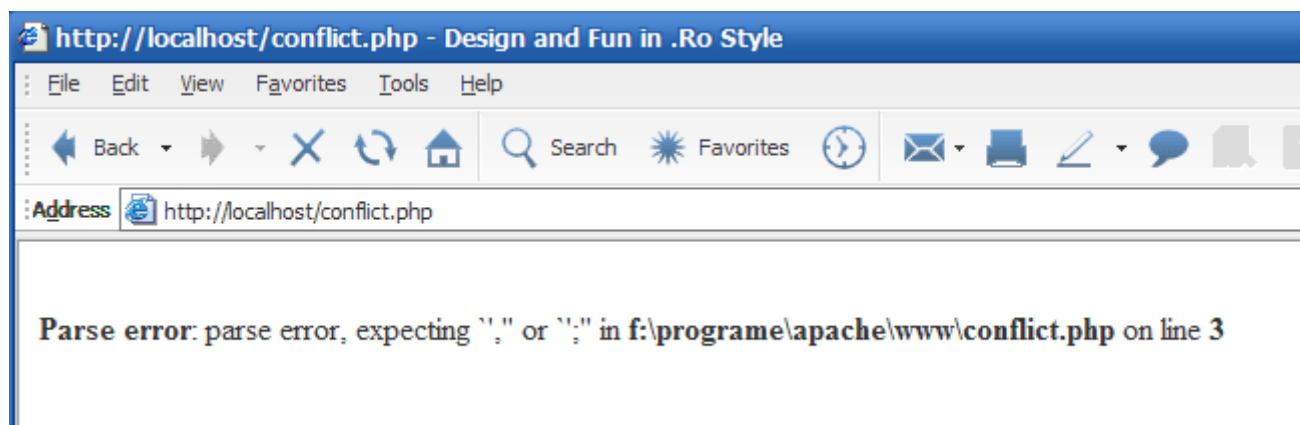 http://localhost/conflict.php - Design and Fun in .Ro Style
File Edit View Favorites Tools Help
Back Search Favorites
Address http://localhost/conflict.php
Parse error: parse error, expecting `','' or `';'' in f:\programe\apache\www\conflict.php on line 3